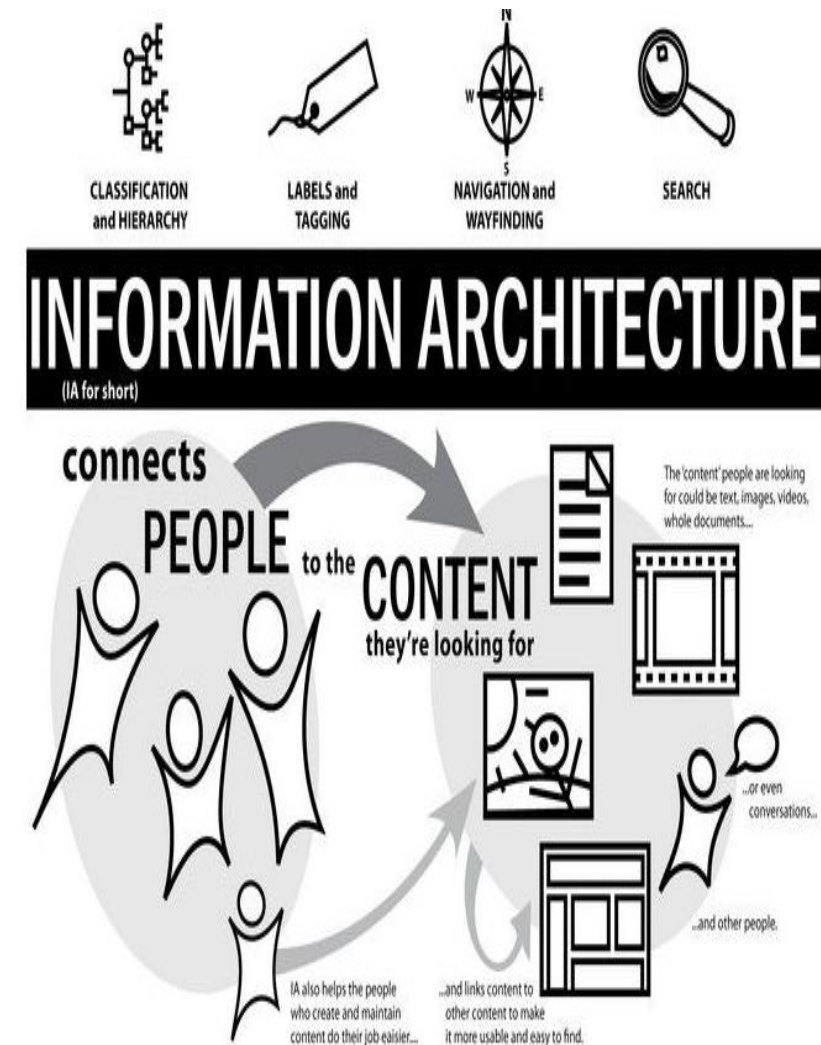 N
W E
S
CLASSIFICATION
and HIERARCHY
LABELS and
TAGGING
NAVIGATION and
WAYFINDING
SEARCH
INFORMATION ARCHITECTURE
(IA for short)
connects
PEOPLE to the
CONTENT
they're looking for
The 'content' people are looking
for could be text, images, videos,
whole documents....
...or even
conversations...
...and other people.
IA also helps the people
who create and maintain
content do their job eaisier....
...and links content to
other content to make
it more usable and easy to find.